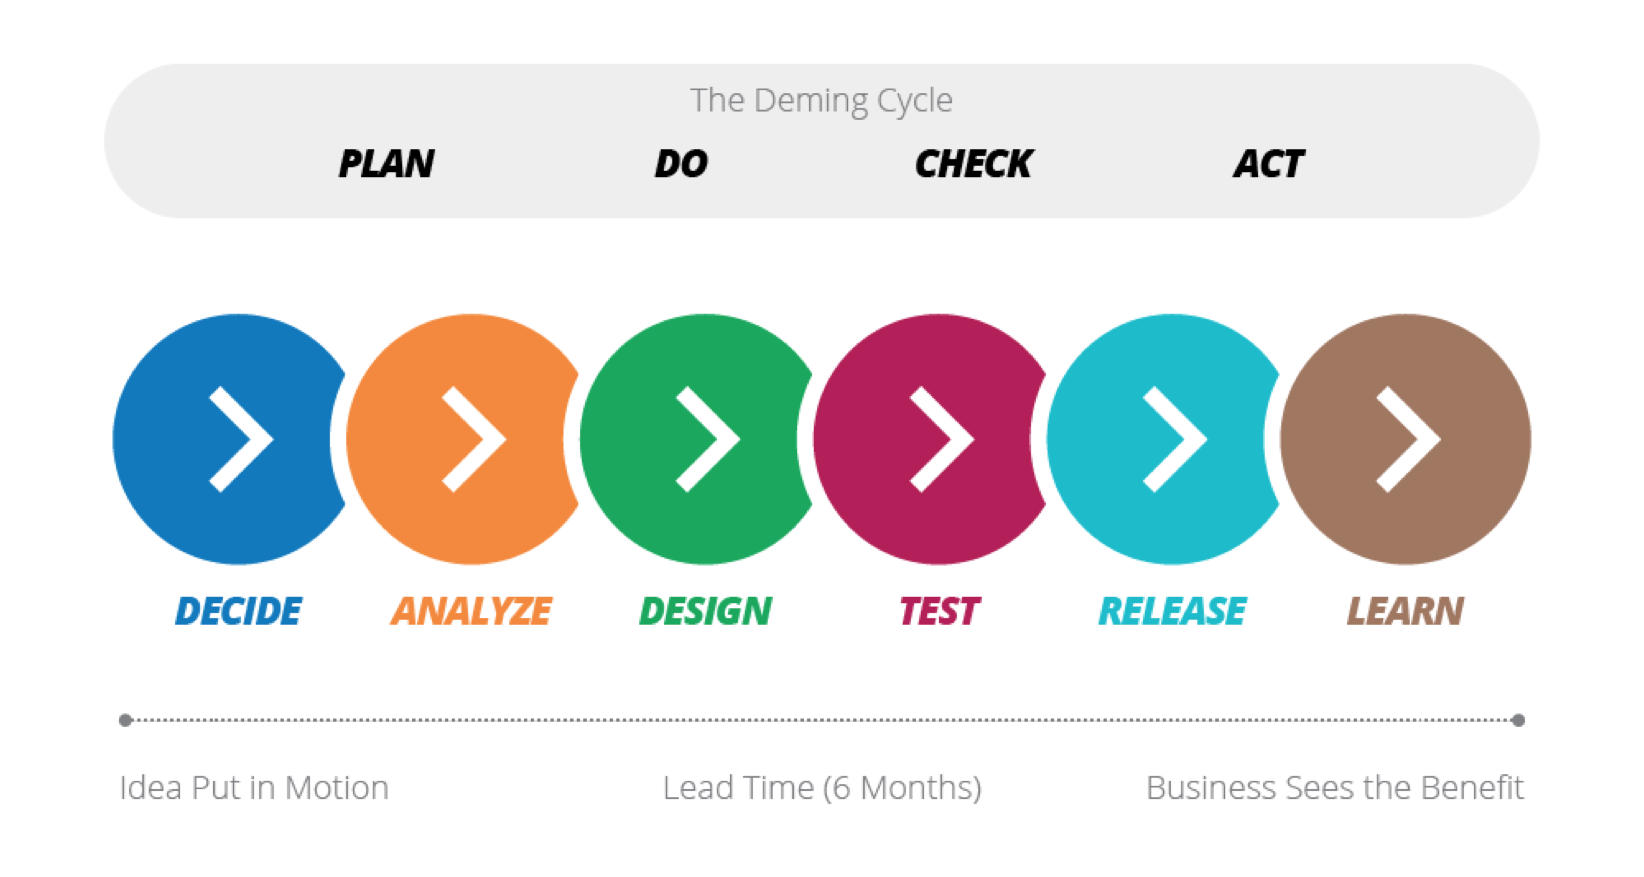 The Deming Cycle
PLAN DO CHECK ACT
DECIDE ANALYZE DESIGN TEST RELEASE LEARN
Idea Put in Motion Lead Time (6 Months) Business Sees the Benefit